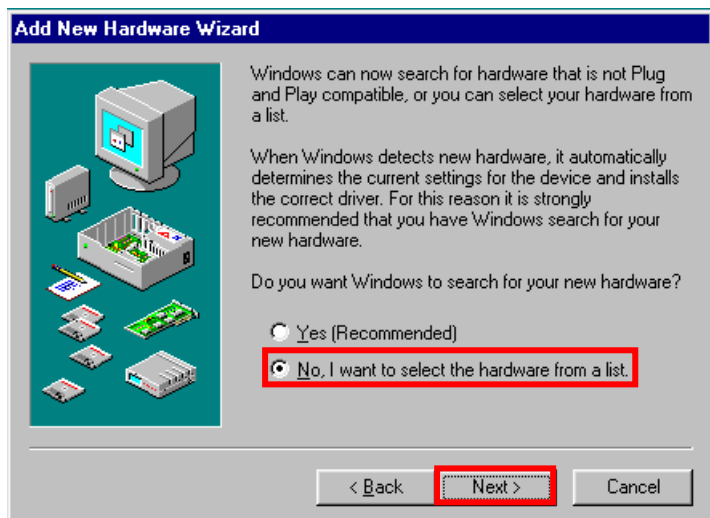 Add New Hardware Wizard
Windows can now search for hardware that is not Plug
and Play compatible, or you can select your hardware from
a list.
When Windows detects new hardware, it automatically
determines the current settings for the device and installs
the correct driver. For this reason it is strongly
recommended that you have Windows search for your
new hardware.
Do you want Windows to search for your new hardware?
Yes (Recommended)
No, I want to select the hardware from a list.
< Back
Next >
Cancel